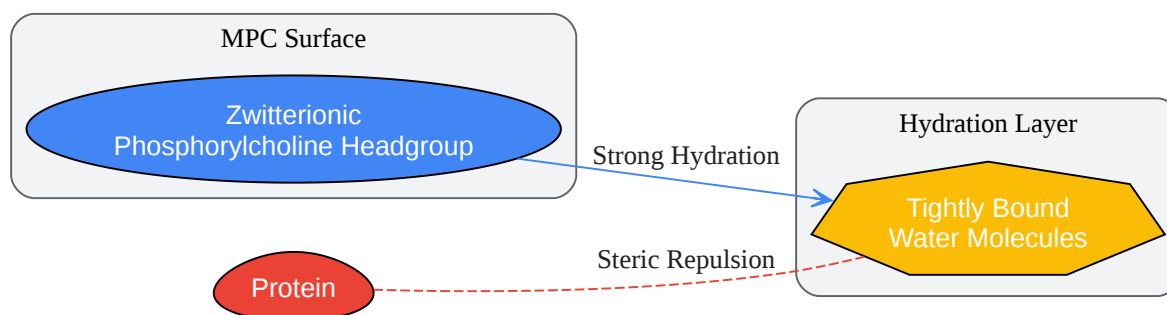 MPC Surface
Zwitterionic
Phosphorylcholine Headgroup
Strong Hydration
Hydration Layer
Tightly Bound
Water Molecules
Steric Repulsion
Protein